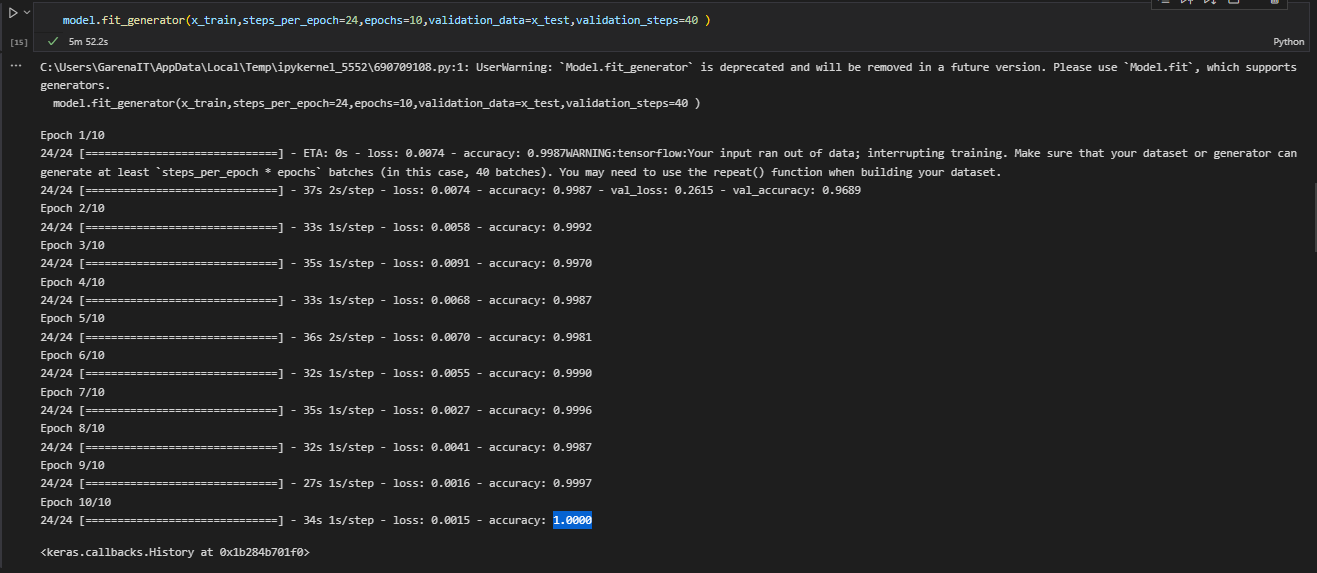 model.fit_generator(x_train,steps_per_epoch=24,epochs=10,validation_data=x_test,validation_steps=40 )
[15]
5m 52.2s
Python
C:\Users\GarenaIT\AppData\Local\Temp\ipykernel_5552\690709108.py:1: UserWarning: `Model.fit_generator` is deprecated and will be removed in a future version. Please use `Model.fit`, which supports
generators.
model.fit_generator(x_train,steps_per_epoch=24,epochs=10,validation_data=x_test,validation_steps=40 )
Epoch 1/10
24/24 [==============================] - ETA: 0s - loss: 0.0074 - accuracy: 0.9987WARNING:tensorflow:Your input ran out of data; interrupting training. Make sure that your dataset or generator can
generate at least `steps_per_epoch * epochs` batches (in this case, 40 batches). You may need to use the repeat() function when building your dataset.
24/24 [==============================] - 37s 2s/step - loss: 0.0074 - accuracy: 0.9987 - val_loss: 0.2615 - val_accuracy: 0.9689
Epoch 2/10
24/24 [==============================] - 33s 1s/step - loss: 0.0058 - accuracy: 0.9992
Epoch 3/10
24/24 [==============================] - 35s 1s/step - loss: 0.0091 - accuracy: 0.9970
Epoch 4/10
24/24 [==============================] - 33s 1s/step - loss: 0.0068 - accuracy: 0.9987
Epoch 5/10
24/24 [==============================] - 36s 2s/step - loss: 0.0070 - accuracy: 0.9981
Epoch 6/10
24/24 [==============================] - 32s 1s/step - loss: 0.0055 - accuracy: 0.9990
Epoch 7/10
24/24 [==============================] - 35s 1s/step - loss: 0.0027 - accuracy: 0.9996
Epoch 8/10
24/24 [==============================] - 32s 1s/step - loss: 0.0041 - accuracy: 0.9987
Epoch 9/10
24/24 [==============================] - 27s 1s/step - loss: 0.0016 - accuracy: 0.9997
Epoch 10/10
24/24 [==============================] - 34s 1s/step - loss: 0.0015 - accuracy: 1.0000
<keras.callbacks.History at 0x1b284b701f0>